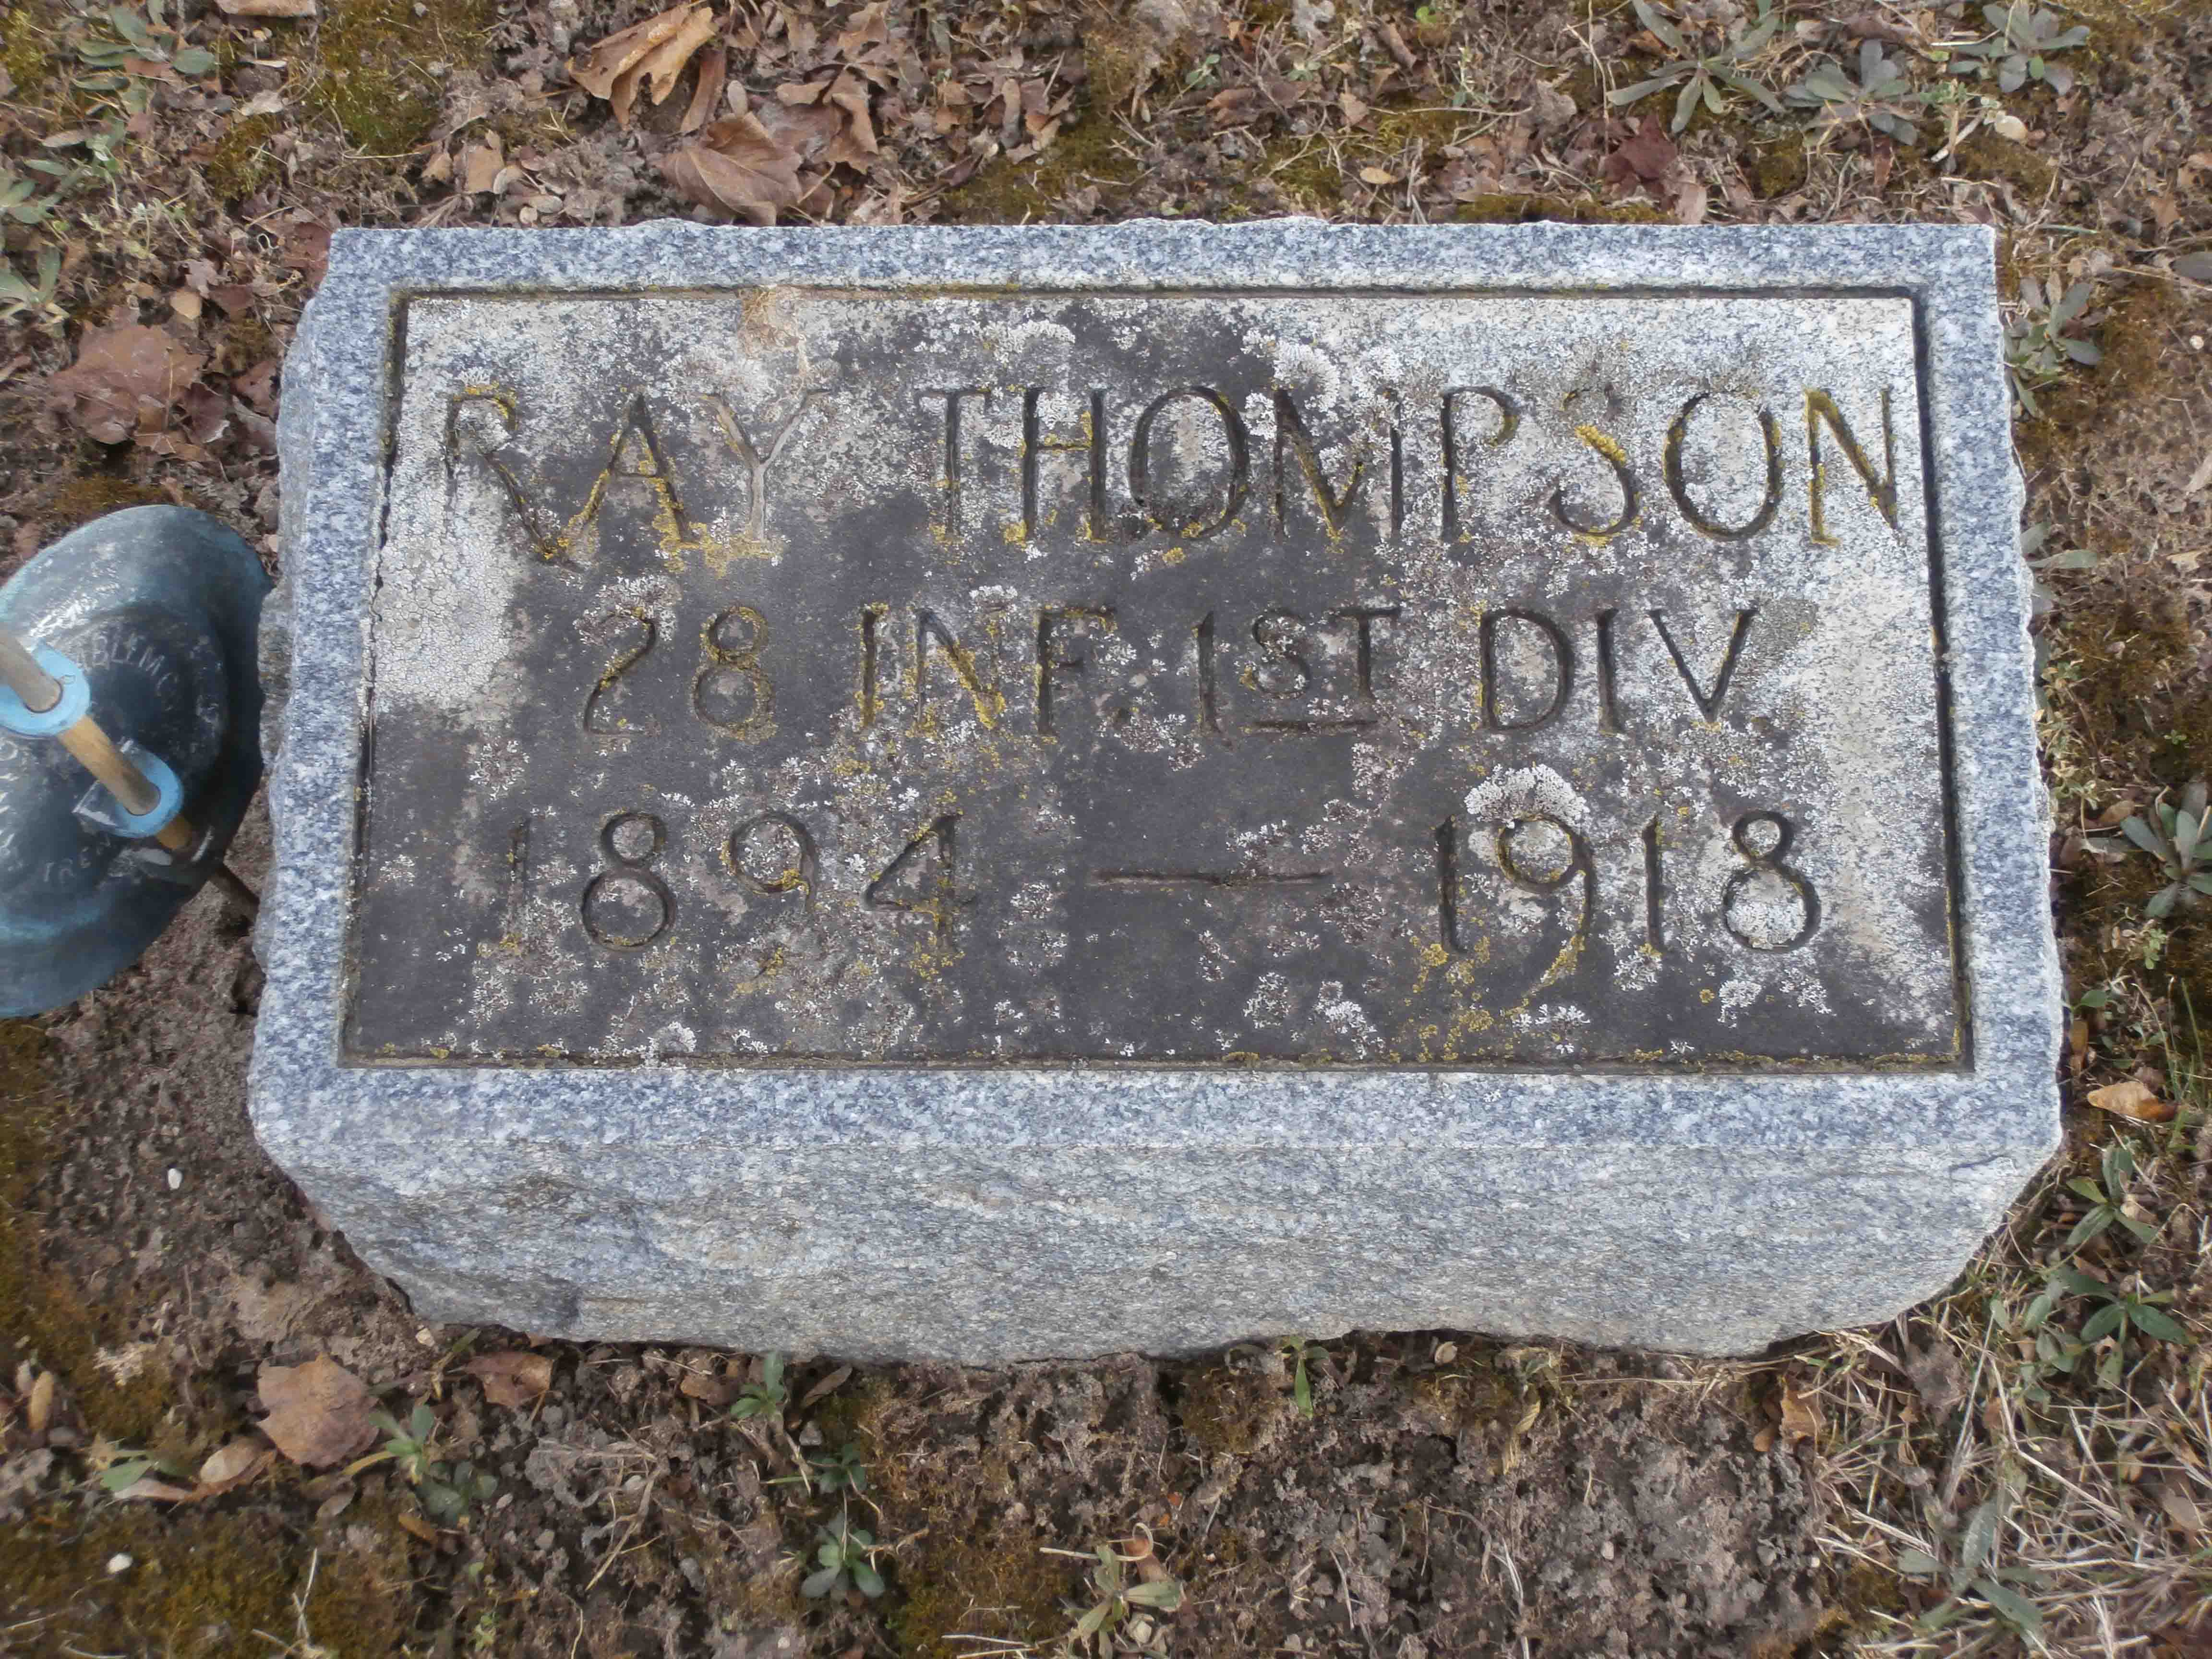 RAY THOMPSON
28 INF. 1ST DIV.
1894 — 1918